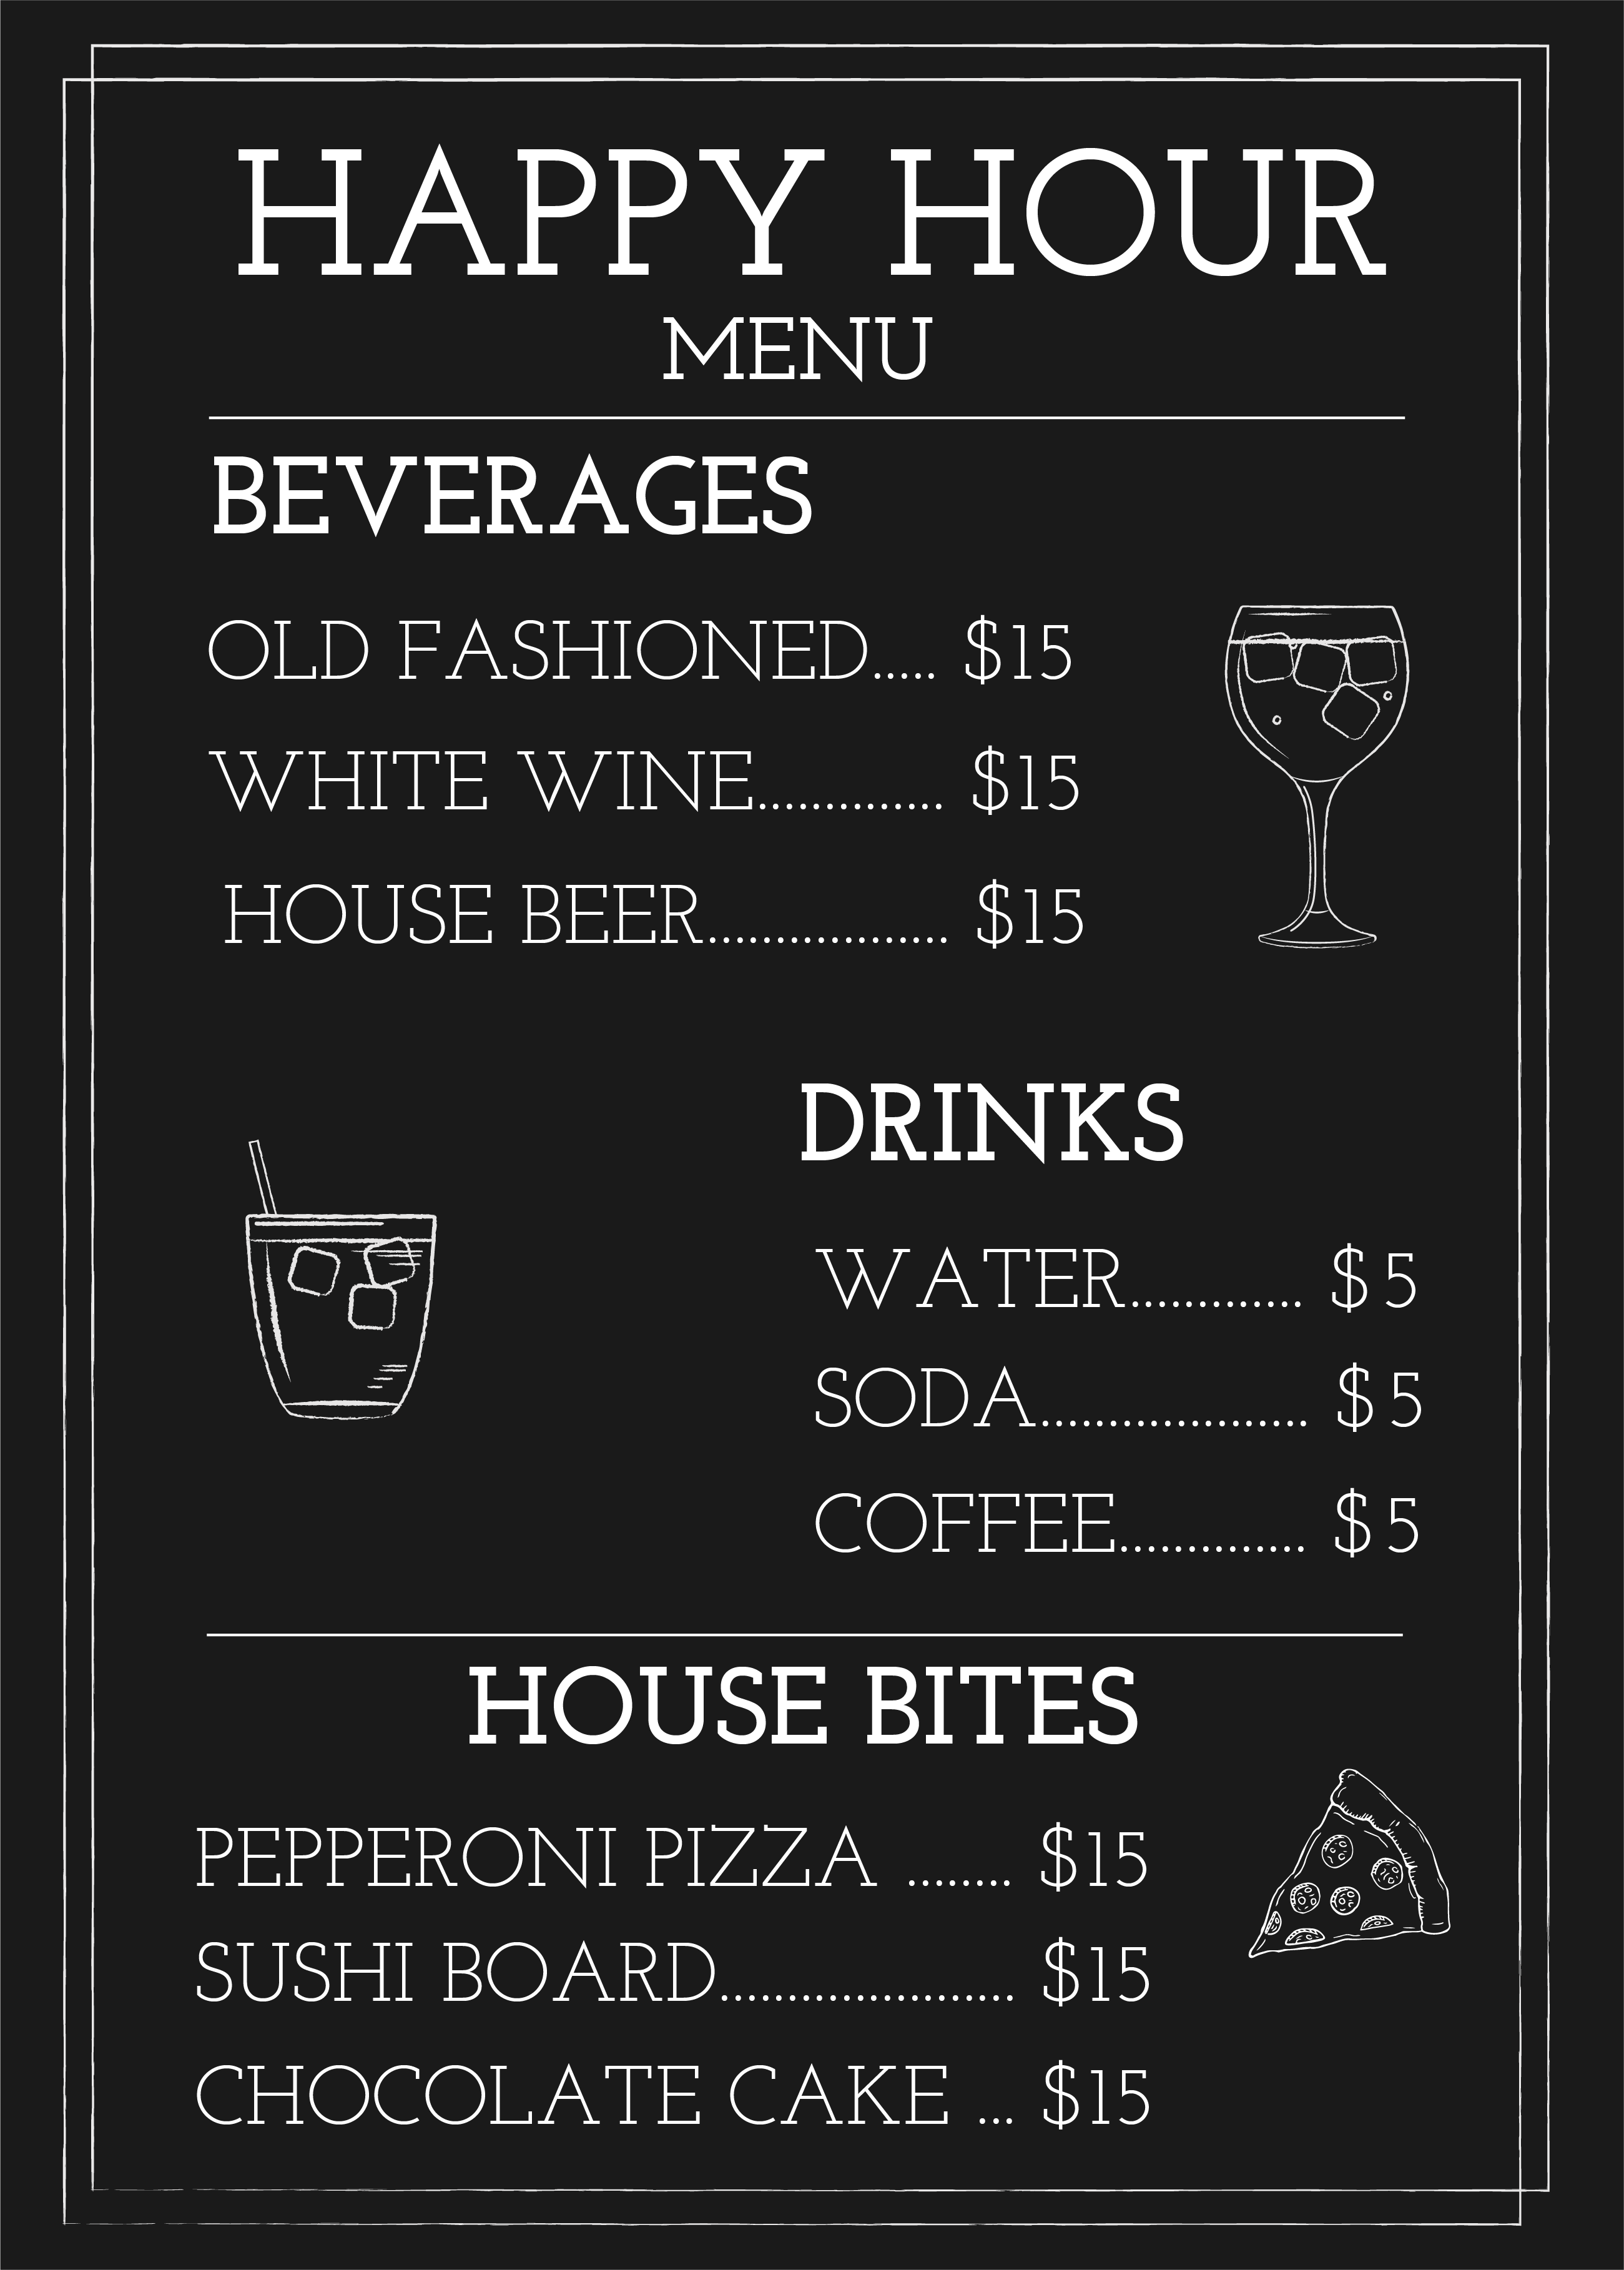 HAPPY HOUR
MENU
BEVERAGES
OLD FASHIONED..... $15
WHITE WINE.............. $15
HOUSE BEER.................. $15
DRINKS
WATER............. $5
SODA.................... $5
COFFEE.............. $5
HOUSE BITES
PEPPERONI PIZZA ........ $15
SUSHI BOARD...................... $15
CHOCOLATE CAKE ... $15